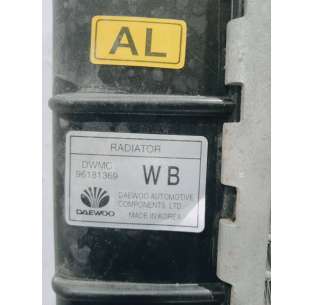 AL
RADIATOR
DWMC
96181369
WB
DAEWOO
DAEWOO AUTOMOTIVE
COMPONENTS. LTD.
MADE IN KOREA